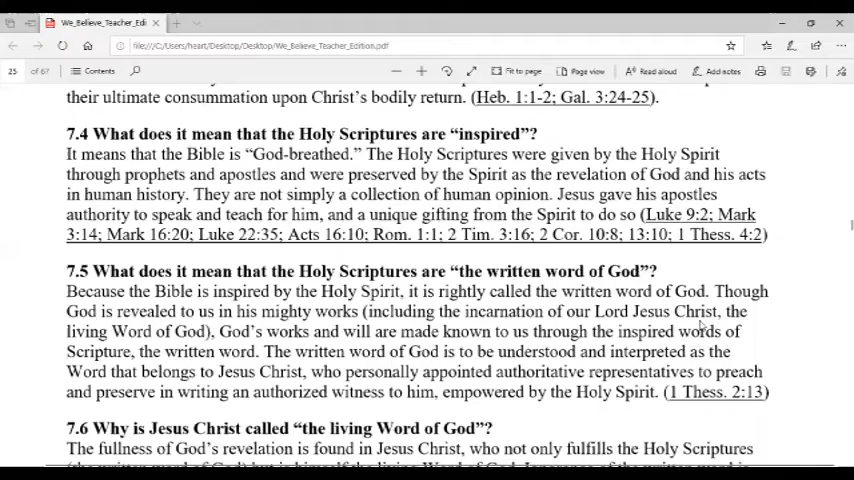 We_Believe_Teacher_Edi
file:///C:/Users/heart/Desktop/Desktop/We_Believe_Teacher_Edition.pdf
25 of 67 Contents Fit to page Page view Read aloud Add notes
their ultimate consummation upon Christ's bodily return. (Heb. 1:1-2; Gal. 3:24-25).
7.4 What does it mean that the Holy Scriptures are “inspired”?
It means that the Bible is “God-breathed.” The Holy Scriptures were given by the Holy Spirit
through prophets and apostles and were preserved by the Spirit as the revelation of God and his acts
in human history. They are not simply a collection of human opinion. Jesus gave his apostles
authority to speak and teach for him, and a unique gifting from the Spirit to do so (Luke 9:2; Mark
3:14; Mark 16:20; Luke 22:35; Acts 16:10; Rom. 1:1; 2 Tim. 3:16; 2 Cor. 10:8; 13:10; 1 Thess. 4:2)
7.5 What does it mean that the Holy Scriptures are “the written word of God”?
Because the Bible is inspired by the Holy Spirit, it is rightly called the written word of God. Though
God is revealed to us in his mighty works (including the incarnation of our Lord Jesus Christ, the
living Word of God), God's works and will are made known to us through the inspired words of
Scripture, the written word. The written word of God is to be understood and interpreted as the
Word that belongs to Jesus Christ, who personally appointed authoritative representatives to preach
and preserve in writing an authorized witness to him, empowered by the Holy Spirit. (1 Thess. 2:13)
7.6 Why is Jesus Christ called “the living Word of God”?
The fullness of God's revelation is found in Jesus Christ, who not only fulfills the Holy Scriptures